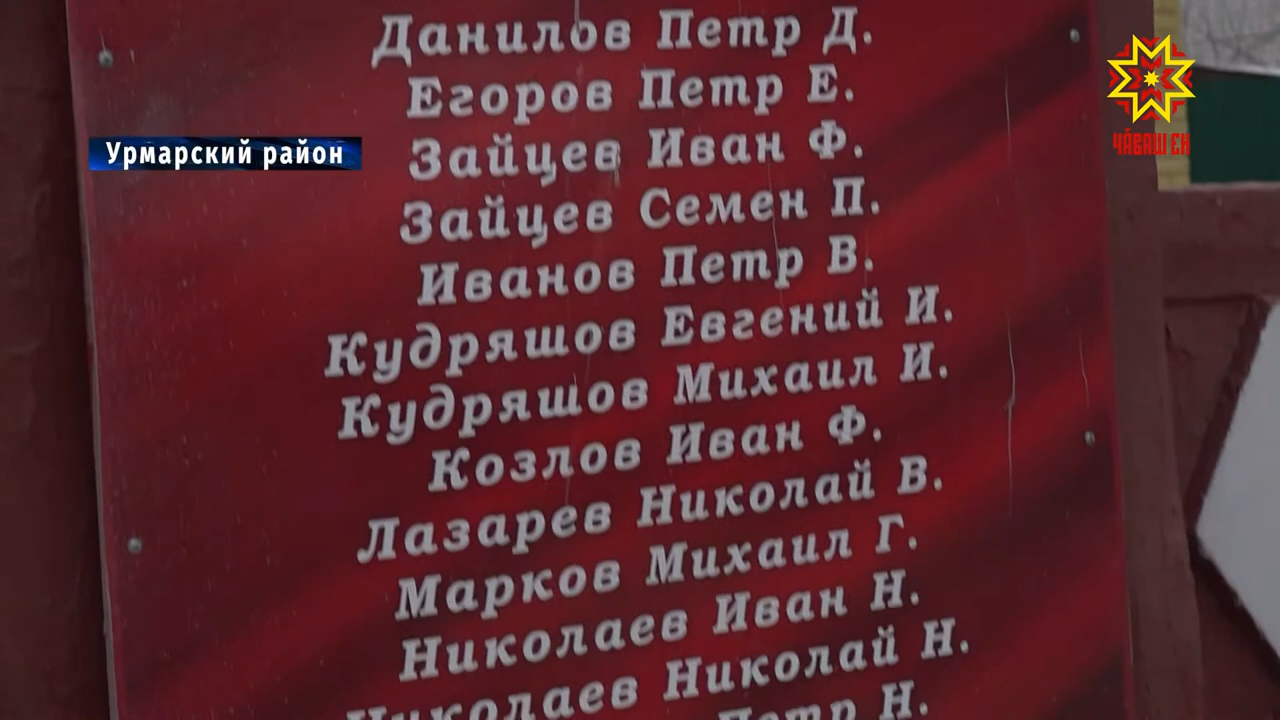 Данилов Петр Д.
Егоров Петр Е.
Зайцев Иван Ф.
Зайцев Семен П.
Иванов Петр В.
Кудряшов Евгений И.
Кудряшов Михаил И.
Козлов Иван Ф.
Лазарев Николай В.
Марков Михаил Г.
Николаев Иван Н.
Николаев Николай Н.
Петр Н.
Урмарский район
ЧӐВАШ ЕН